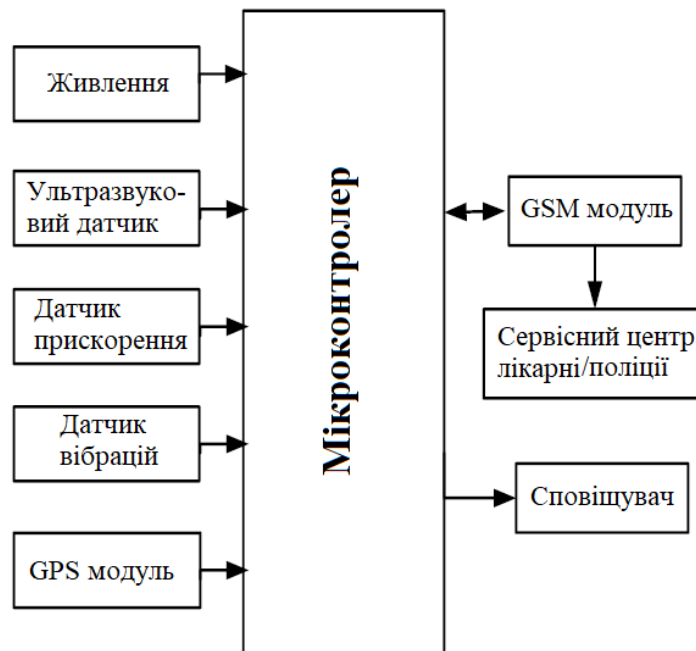 Живлення
Ультразвуко-
вий датчик
Датчик
прискорення
Датчик
вібрацій
GPS модуль
Мікроконтролер
GSM модуль
Сервісний центр
лікарні/поліції
Сповіщувач